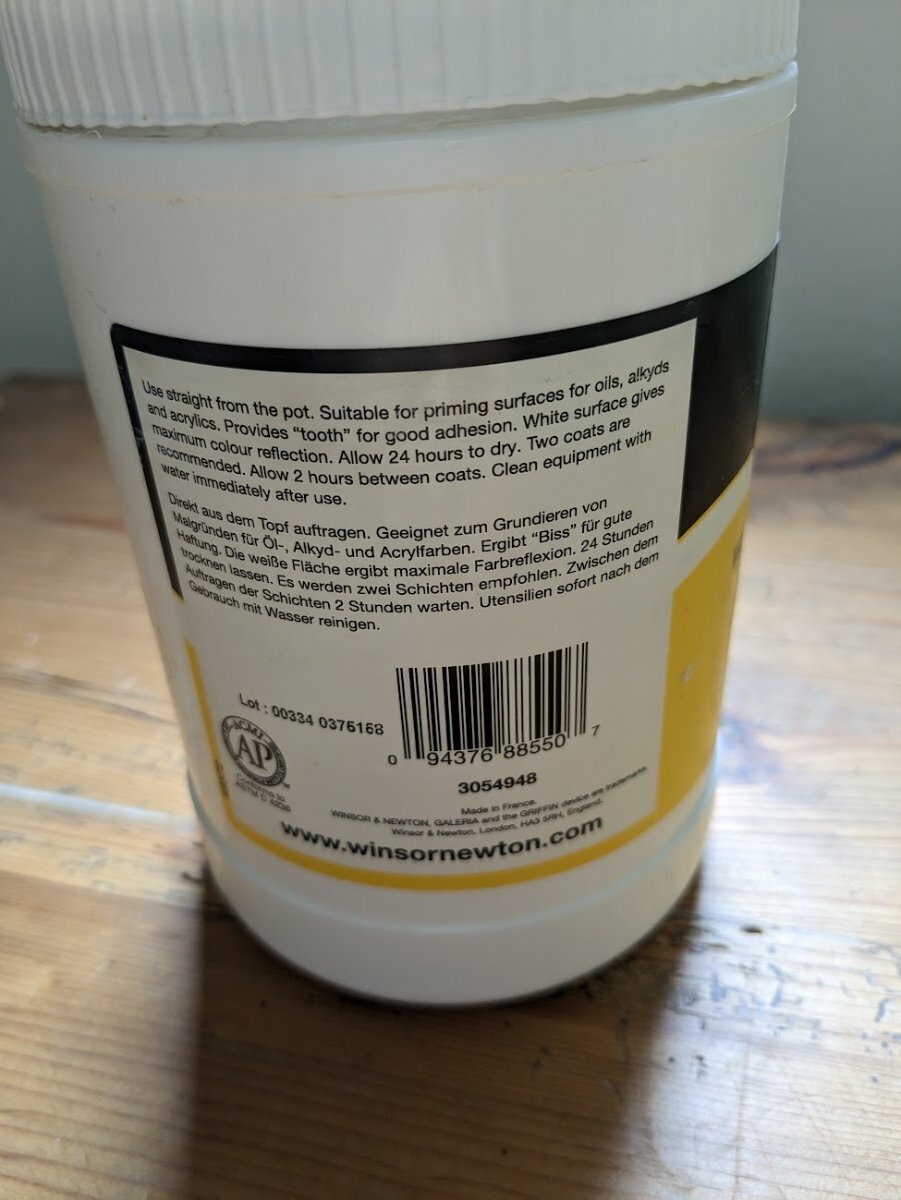 Use straight from the pot. Suitable for priming surfaces for oils, alkyds
and acrylics. Provides “tooth” for good adhesion. White surface gives
maximum colour reflection. Allow 24 hours to dry. Two coats are
recommended. Allow 2 hours between coats. Clean equipment with
water immediately after use.
Direkt aus dem Topf auftragen. Geeignet zum Grundieren von
Malgründen für Öl-, Alkyd- und Acrylfarben. Ergibt “Biss” für gute
Haftung. Die weiße Fläche ergibt maximale Farbreflexion. 24 Stunden
trocknen lassen. Es werden zwei Schichten empfohlen. Zwischen dem
Auftragen der Schichten 2 Stunden warten. Utensilien sofort nach dem
Gebrauch mit Wasser reinigen.
Lot : 00334 0375158
ACMI
AP
Conforms to
ASTM D 4236
0 94376 88550 7
3054948
Made in France.
WINSOR & NEWTON, GALERIA and the GRIFFIN device are trademarks.
Winsor & Newton, London, HA3 5RH, England.
www.winsornewton.com